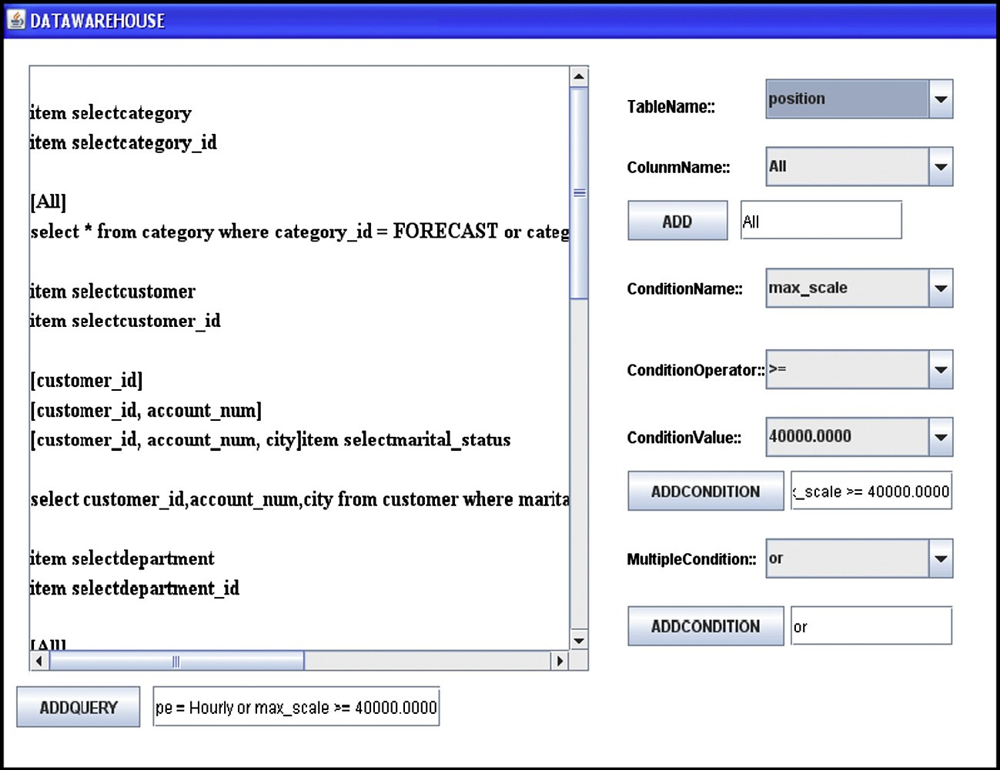 DATAWAREHOUSE
item selectcategory
item selectcategory_id
[All]
select * from category where category_id = FORECAST or categ
item selectcustomer
item selectcustomer_id
[customer_id]
[customer_id, account_num]
[customer_id, account_num, city]item selectmarital_status
select customer_id,account_num,city from customer where marita
item selectdepartment
item selectdepartment_id
[All]
ADDQUERY pe = Hourly or max_scale >= 40000.0000
TableName:: position
ColunmName:: All
ADD All
ConditionName:: max_scale
ConditionOperator:: >=
ConditionValue:: 40000.0000
ADDCONDITION _scale >= 40000.0000
MultipleCondition:: or
ADDCONDITION or